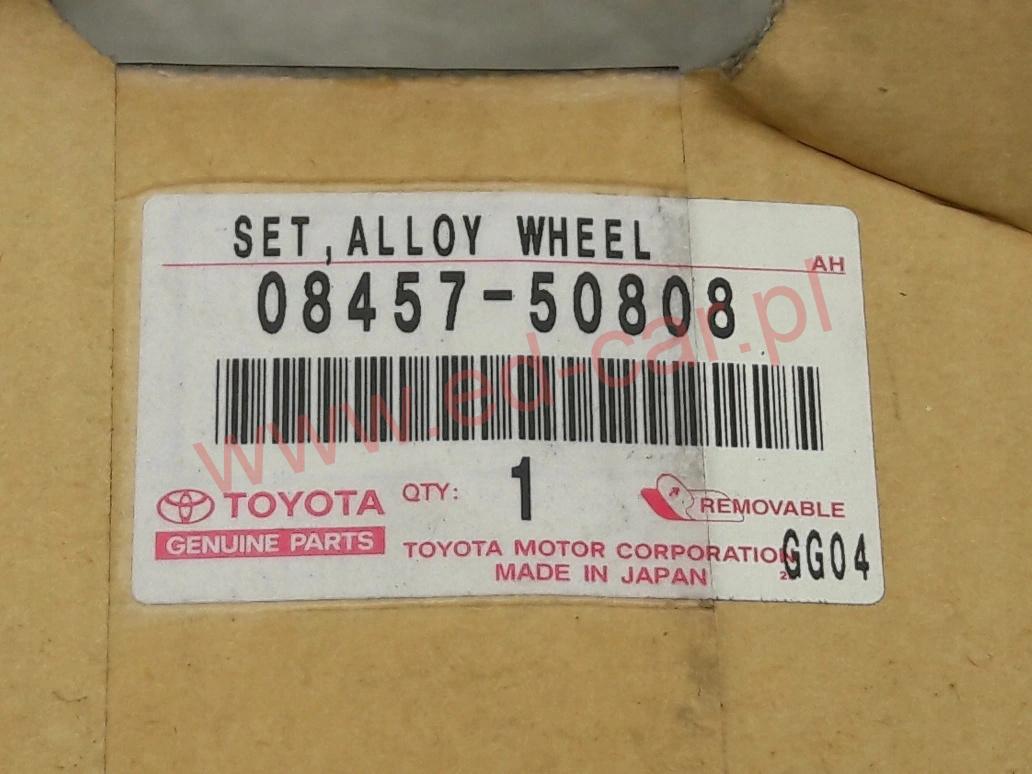 SET, ALLOY WHEEL
AH
08457-50808
www.ed-car.pl
QTY: 1
TOYOTA
REMOVABLE
GENUINE PARTS
TOYOTA MOTOR CORPORATION
GG04
MADE IN JAPAN